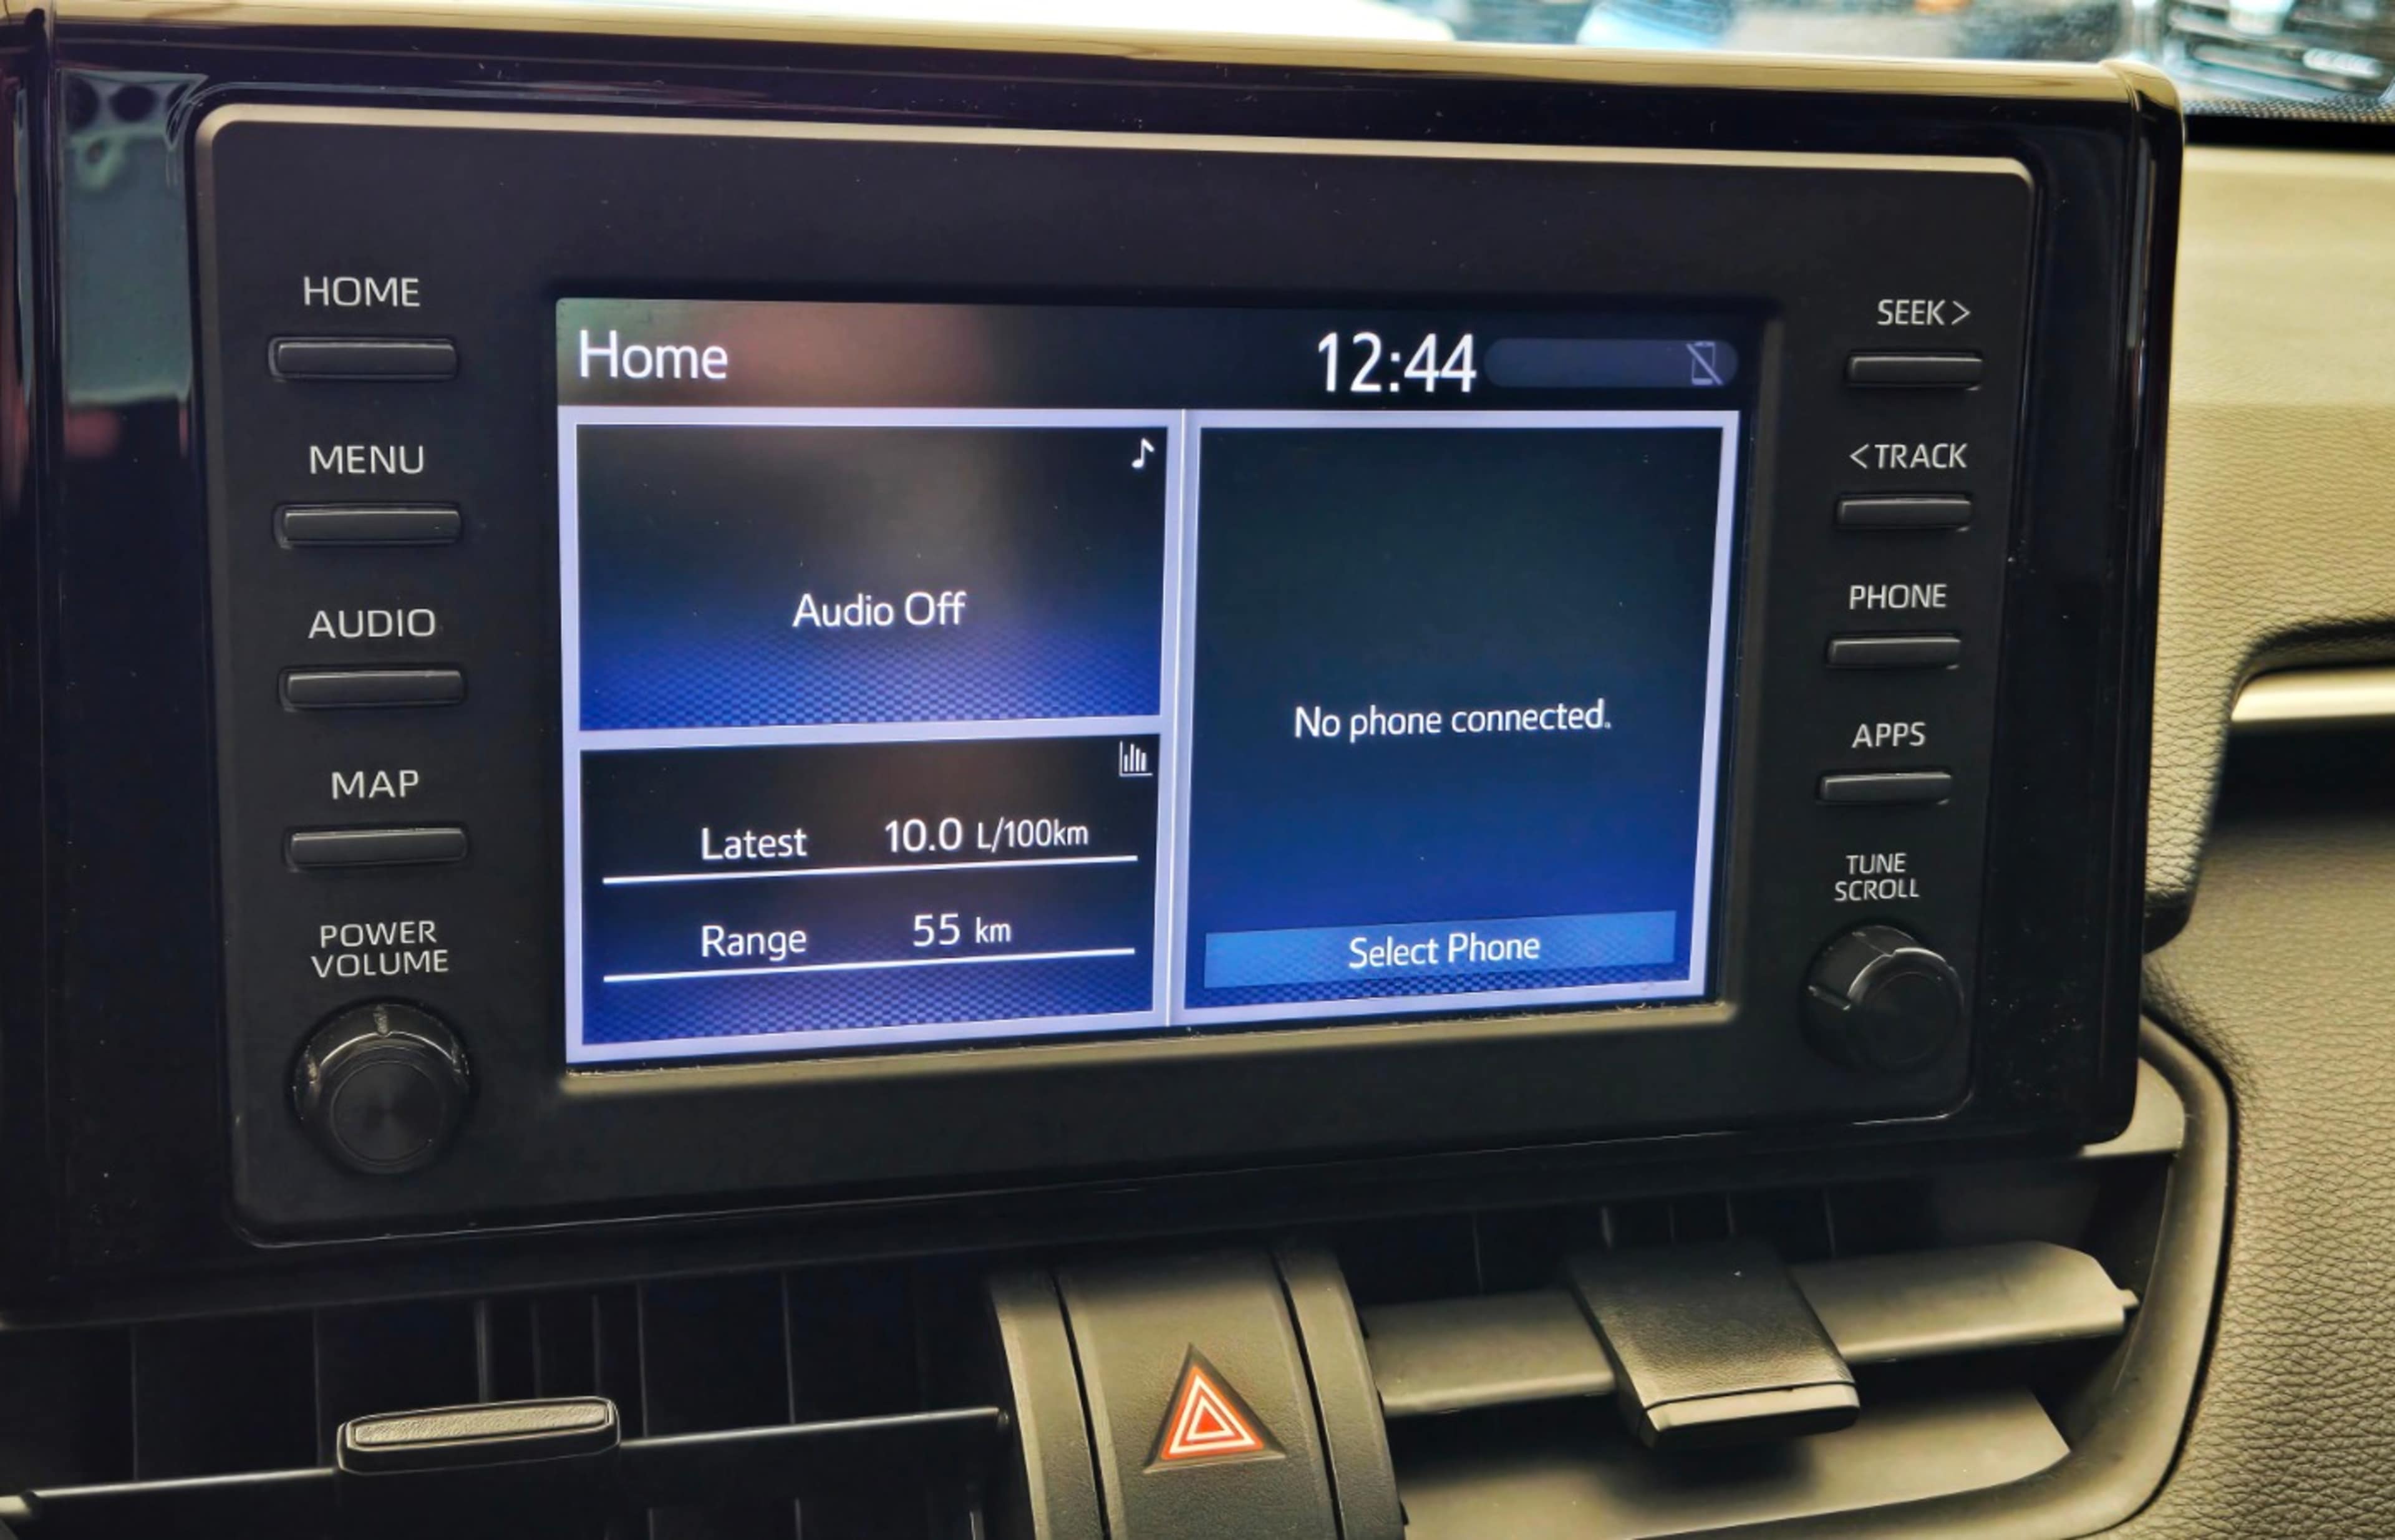 HOME
MENU
AUDIO
MAP
POWER
VOLUME
Home
12:44
Audio Off
Latest 10.0 L/100km
Range 55 km
No phone connected.
Select Phone
SEEK>
<TRACK
PHONE
APPS
TUNE
SCROLL